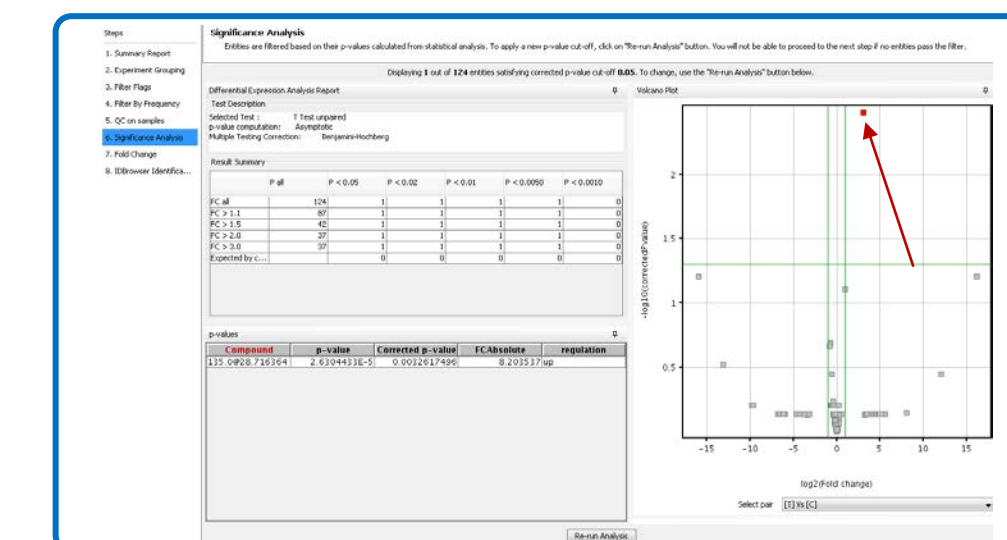 Steps
1. Summary Report
2. Experiment Grouping
3. Filter Flags
4. Filter By Frequency
5. QC on samples
6. Significance Analysis
7. Fold Change
8. IDBrowser Identifica...
Significance Analysis
Entities are filtered based on their p-values calculated from statistical analysis. To apply a new p-value cut-off, click on "Re-run Analysis" button. You will not be able to proceed to the next step if no entities pass the filter.
Displaying 1 out of 124 entities satisfying corrected p-value cut-off 0.05. To change, use the "Re-run Analysis" button below.
Differential Expression Analysis Report
Test Description
Selected Test : T Test unpaired
p-value computation: Asymptotic
Multiple Testing Correction: Benjamini-Hochberg
Result Summary
P all P < 0.05 P < 0.02 P < 0.01 P < 0.0050 P < 0.0010
FC all 124 1 1 1 1 0
FC > 1.1 87 1 1 1 1 0
FC > 1.5 42 1 1 1 1 0
FC > 2.0 37 1 1 1 1 0
FC > 3.0 37 1 1 1 1 0
Expected by c... 0 0 0 0 0
p-values
Compound p-value Corrected p-value FCAbsolute regulation
135.0@28.716364 2.6304433E-5 0.0032617496 8.203537 up
Volcano Plot
-log10(correctedPvalue)
2
1.5
1
0.5
-15 -10 -5 0 5 10 15
log2(Fold change)
Select pair [T] Vs [C]
Re-run Analysis